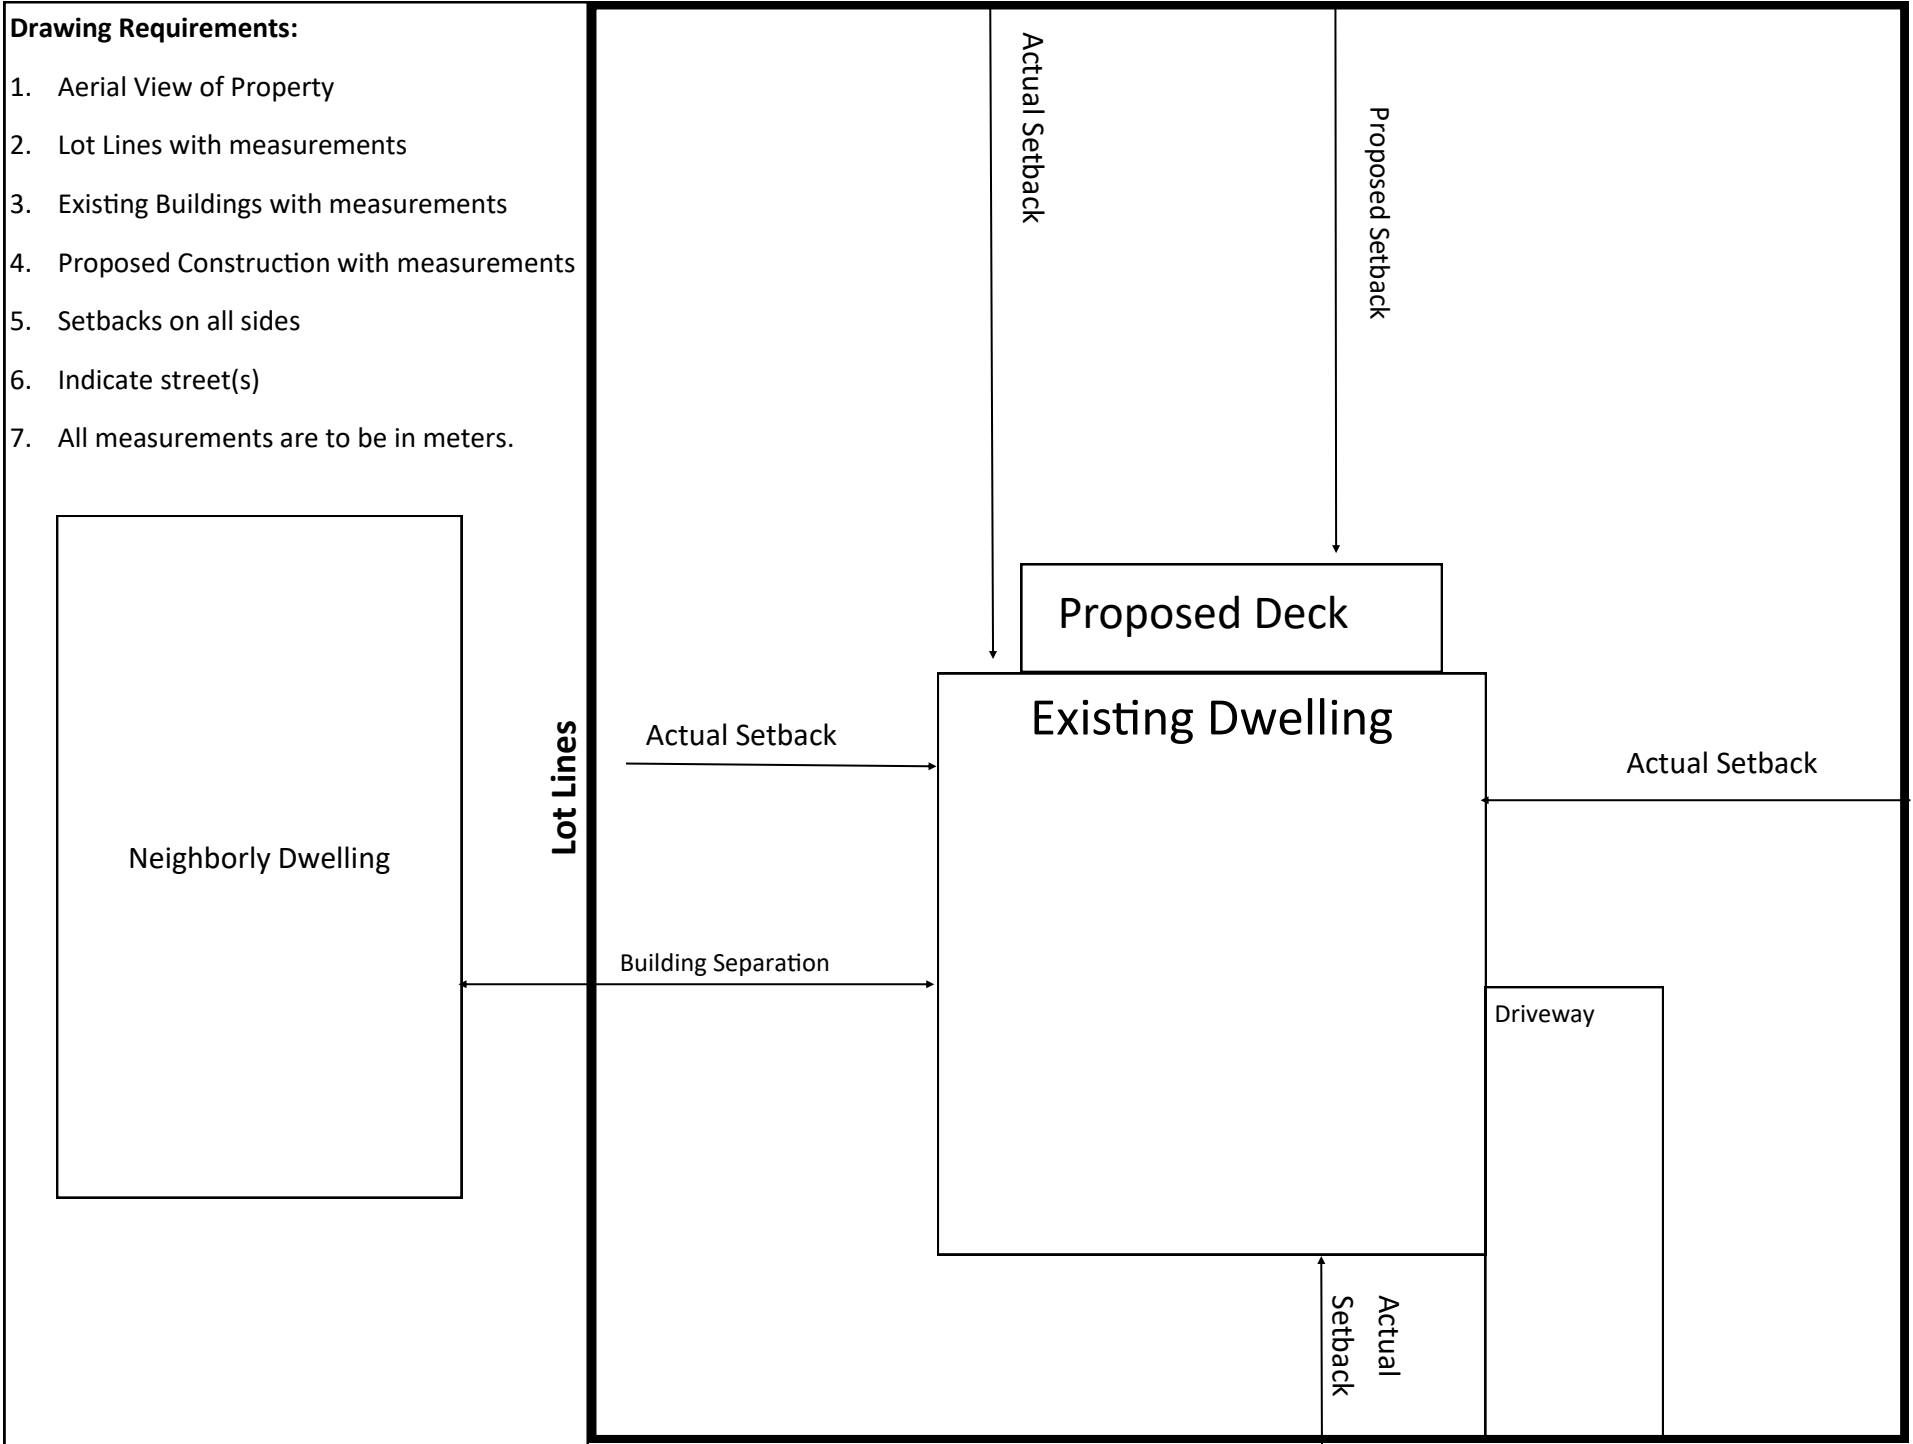 Drawing Requirements:
1. Aerial View of Property
2. Lot Lines with measurements
3. Existing Buildings with measurements
4. Proposed Construction with measurements
5. Setbacks on all sides
6. Indicate street(s)
7. All measurements are to be in meters.
Actual Setback
Proposed Setback
Proposed Deck
Existing Dwelling
Lot Lines
Actual Setback
Actual Setback
Neighborly Dwelling
Building Separation
Driveway
Actual
Setback